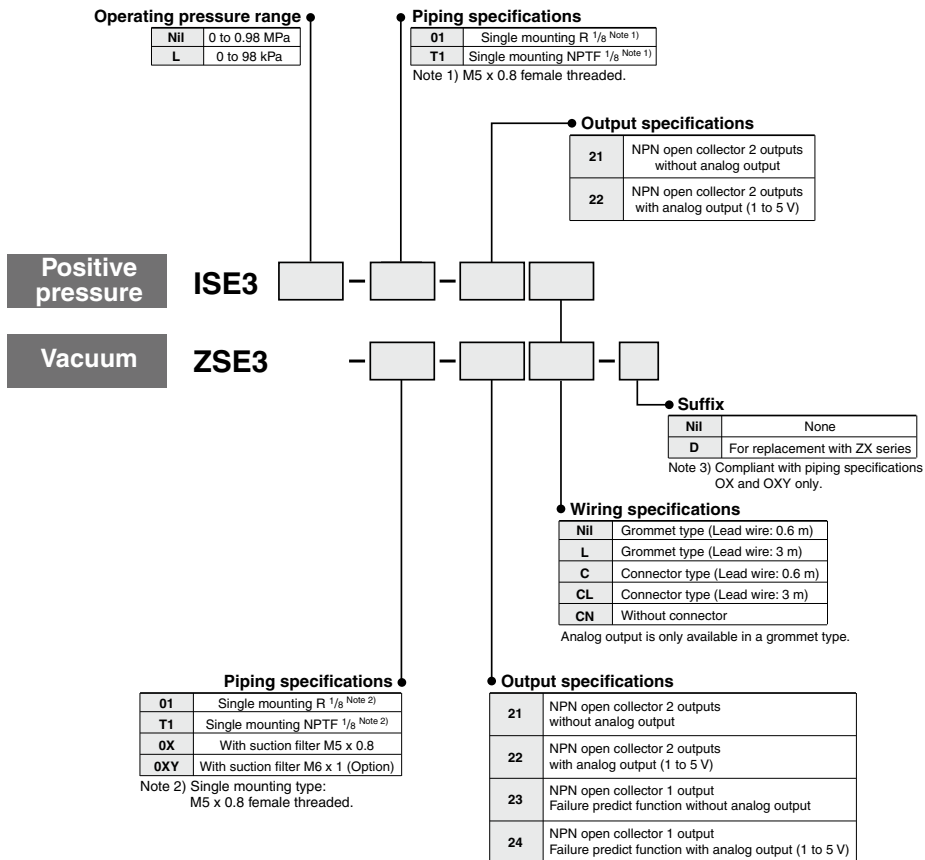 Operating pressure range
Nil 0 to 0.98 MPa
L 0 to 98 kPa
Piping specifications
01 Single mounting R 1/8 Note 1)
T1 Single mounting NPTF 1/8 Note 1)
Note 1) M5 x 0.8 female threaded.
Output specifications
21 NPN open collector 2 outputs
without analog output
22 NPN open collector 2 outputs
with analog output (1 to 5 V)
Positive
pressure
ISE3 - -
Vacuum
ZSE3 - - -
Suffix
Nil None
D For replacement with ZX series
Note 3) Compliant with piping specifications
OX and OXY only.
Wiring specifications
Nil Grommet type (Lead wire: 0.6 m)
L Grommet type (Lead wire: 3 m)
C Connector type (Lead wire: 0.6 m)
CL Connector type (Lead wire: 3 m)
CN Without connector
Analog output is only available in a grommet type.
Piping specifications
01 Single mounting R 1/8 Note 2)
T1 Single mounting NPTF 1/8 Note 2)
0X With suction filter M5 x 0.8
0XY With suction filter M6 x 1 (Option)
Note 2) Single mounting type:
M5 x 0.8 female threaded.
Output specifications
21 NPN open collector 2 outputs
without analog output
22 NPN open collector 2 outputs
with analog output (1 to 5 V)
23 NPN open collector 1 output
Failure predict function without analog output
24 NPN open collector 1 output
Failure predict function with analog output (1 to 5 V)